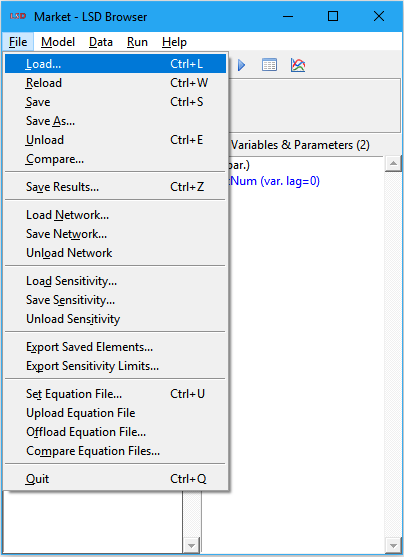 LSD Market - LSD Browser
File Model Data Run Help
Load... Ctrl+L
Reload Ctrl+W
Save Ctrl+S
Save As...
Unload Ctrl+E
Compare...
Save Results... Ctrl+Z
Load Network...
Save Network...
Unload Network
Load Sensitivity...
Save Sensitivity...
Unload Sensitivity
Export Saved Elements...
Export Sensitivity Limits...
Set Equation File... Ctrl+U
Upload Equation File
Offload Equation File...
Compare Equation Files...
Quit Ctrl+Q
Variables & Parameters (2)
par.)
Num (var. lag=0)